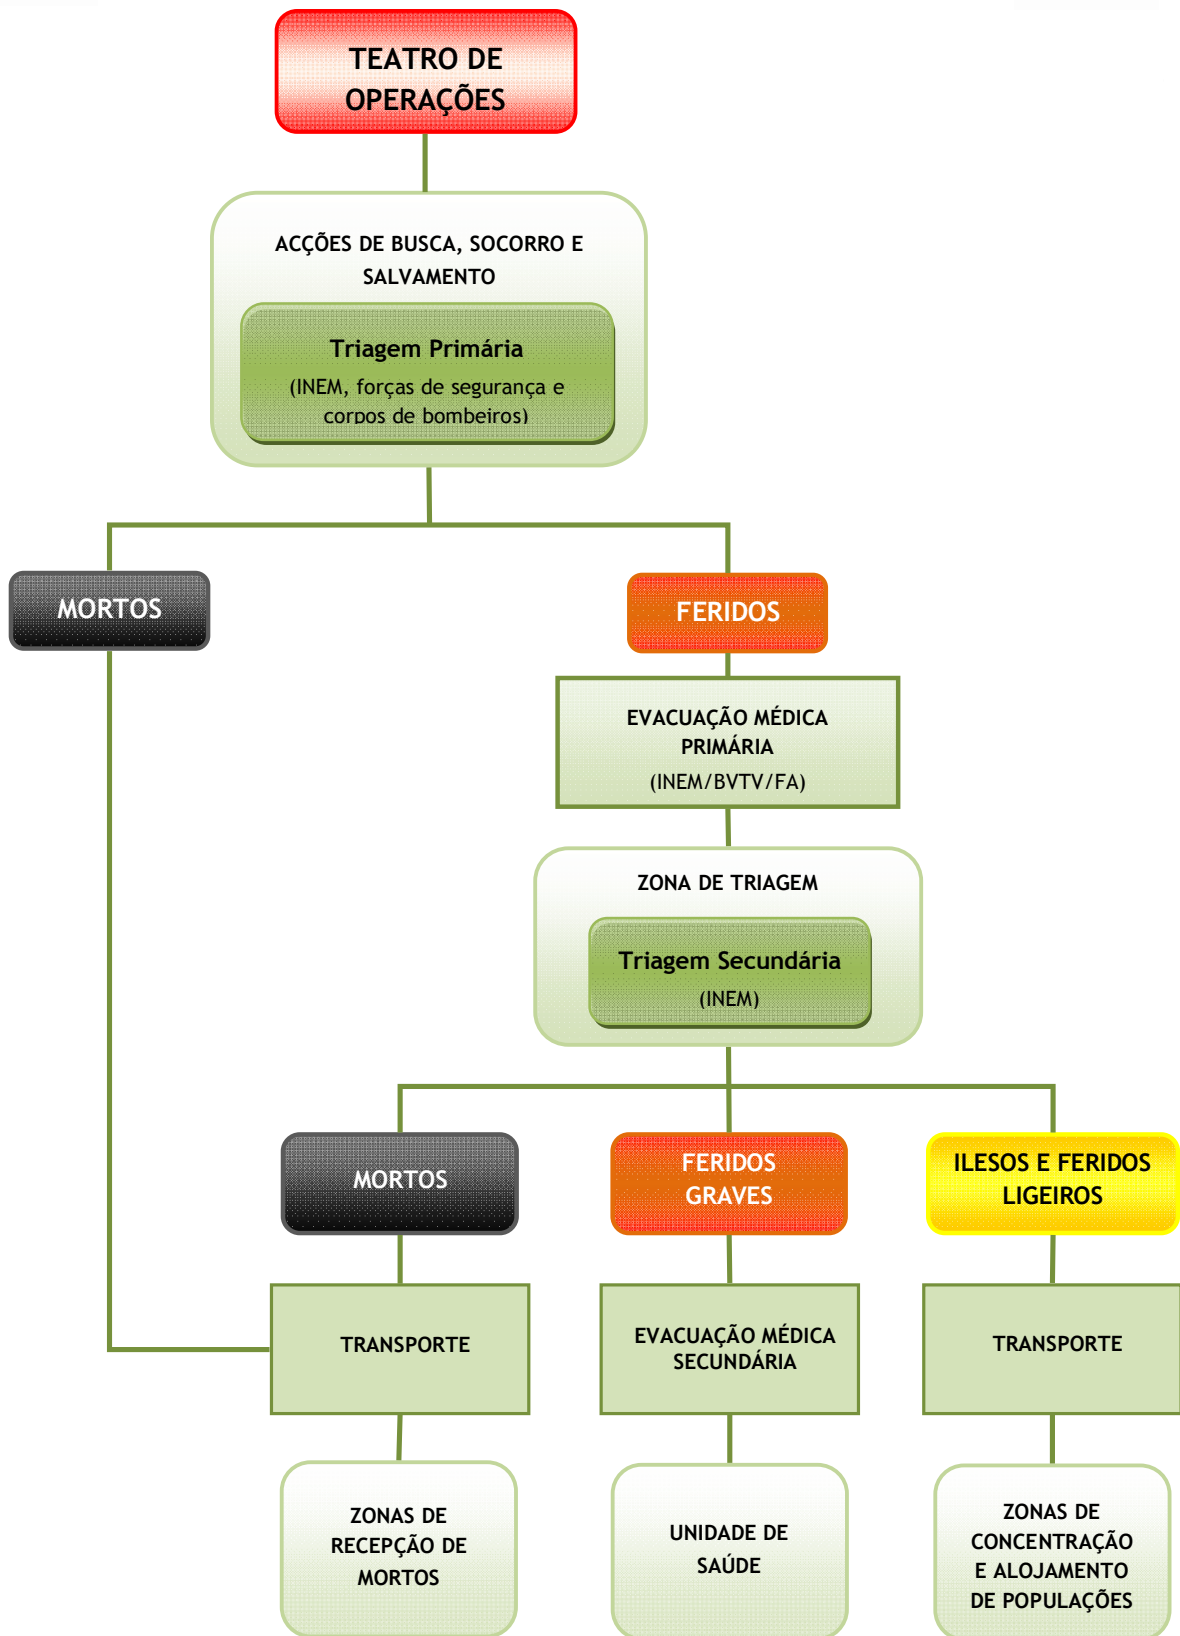 TEATRO DE
OPERAÇÕES
ACÇÕES DE BUSCA, SOCORRO E
SALVAMENTO
Triagem Primária
(INEM, forças de segurança e
corpos de bombeiros)
MORTOS
FERIDOS
EVACUAÇÃO MÉDICA
PRIMÁRIA
(INEM/BVTV/FA)
ZONA DE TRIAGEM
Triagem Secundária
(INEM)
MORTOS
FERIDOS
GRAVES
ILESOS E FERIDOS
LIGEIROS
TRANSPORTE
EVACUAÇÃO MÉDICA
SECUNDÁRIA
TRANSPORTE
ZONAS DE
RECEPÇÃO DE
MORTOS
UNIDADE DE
SAÚDE
ZONAS DE
CONCENTRAÇÃO
E ALOJAMENTO
DE POPULAÇÕES